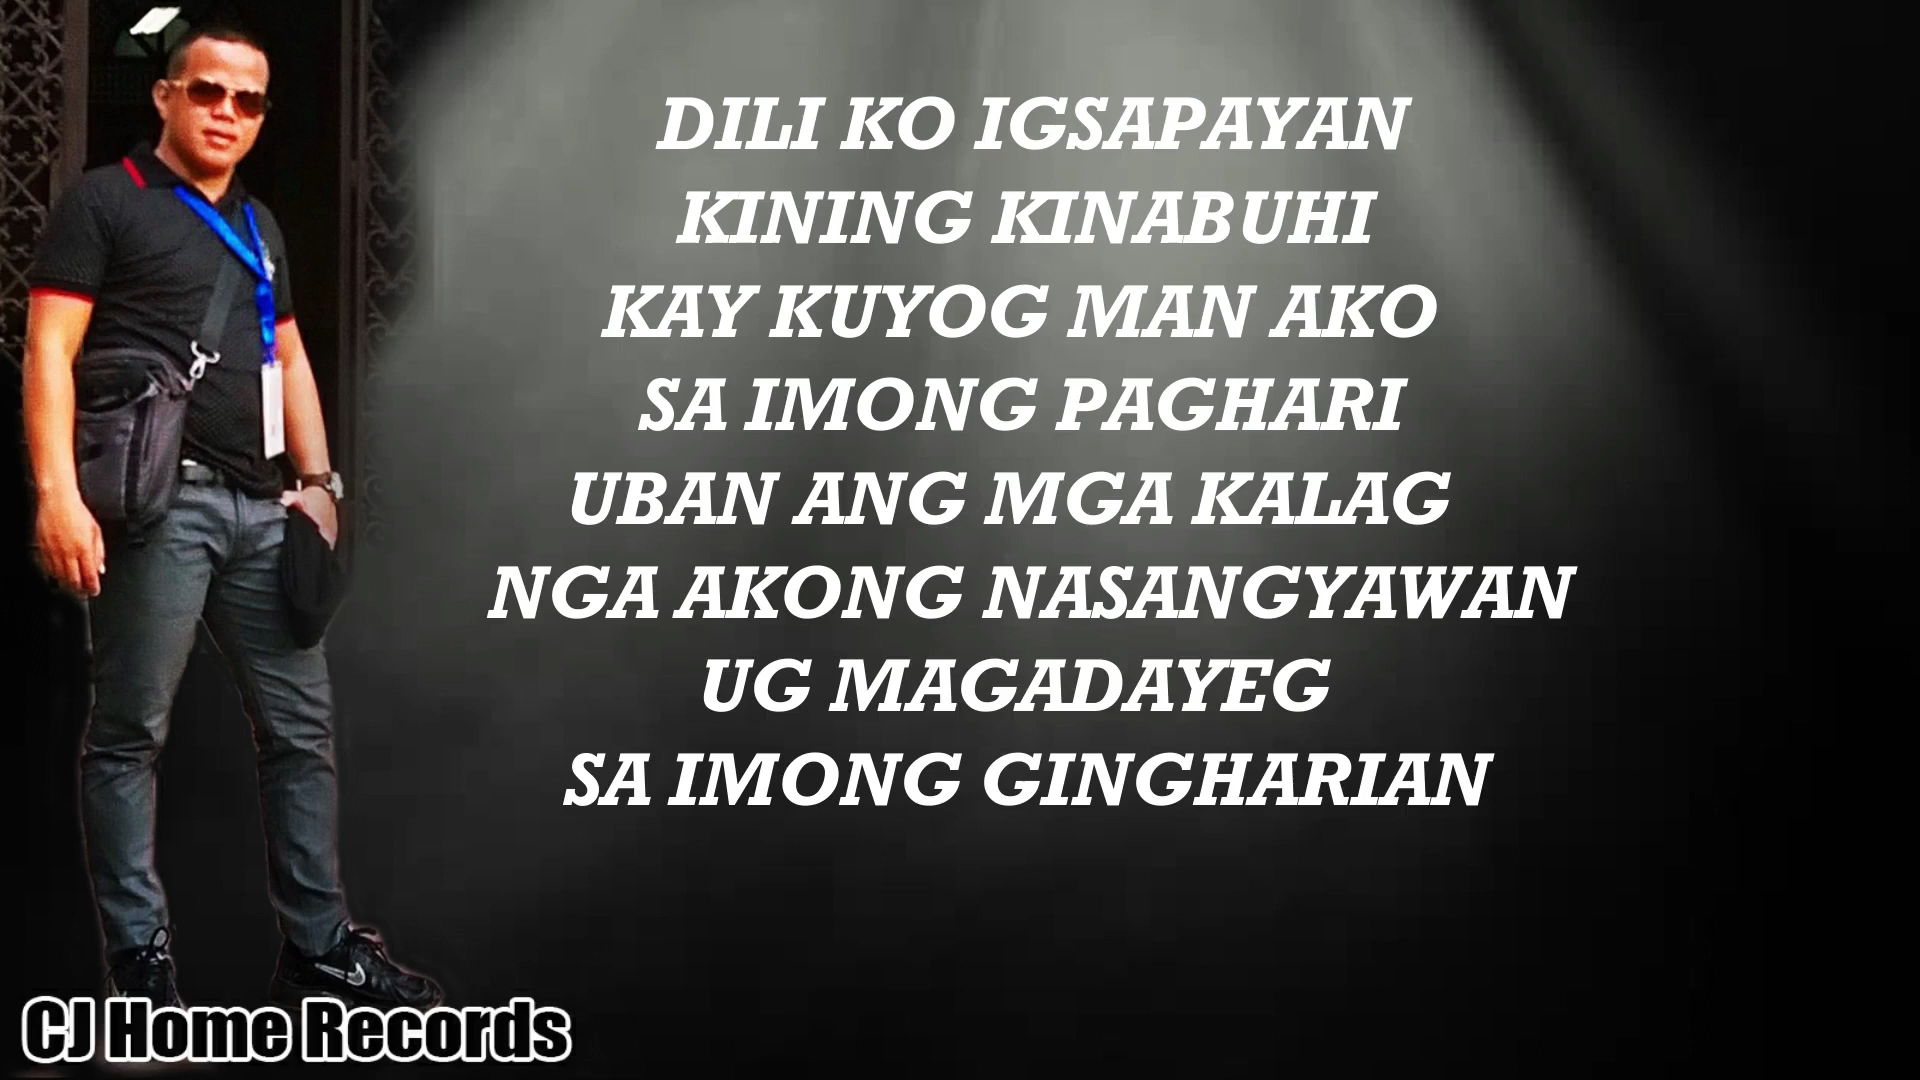 DILI KO IGSAPAYAN
KINING KINABUHI
KAY KUYOG MAN AKO
SA IMONG PAGHARI
UBAN ANG MGA KALAG
NGA AKONG NASANGYAWAN
UG MAGADAYEG
SA IMONG GINGHARIAN
CJ Home Records